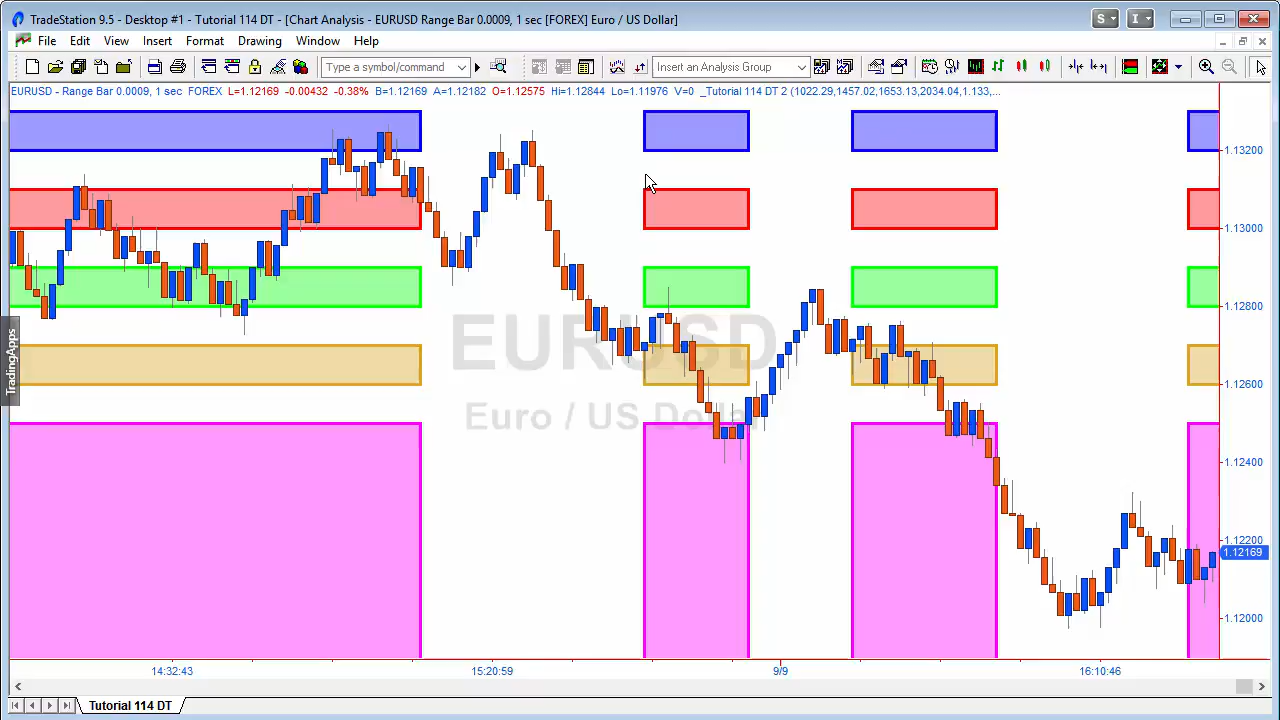 TradeStation 9.5 - Desktop #1 - Tutorial 114 DT - [Chart Analysis - EURUSD Range Bar 0.0009, 1 sec [FOREX] Euro / US Dollar]
S I
File Edit View Insert Format Drawing Window Help
Type a symbol/command Insert an Analysis Group
EURUSD - Range Bar 0.0009, 1 sec FOREX L=1.12169 -0.00432 -0.38% B=1.12169 A=1.12182 O=1.12575 Hi=1.12844 Lo=1.11976 V=0 _Tutorial 114 DT 2 (1022.29,1457.02,1653.13,2034.04,1.133,...
1.13200
1.13000
1.12800
EURUSD
TradingApps
1.12600
Euro / US Dollar
1.12400
1.12200
1.12169
1.12000
14:32:43 15:20:59 9/9 16:10:46
Tutorial 114 DT